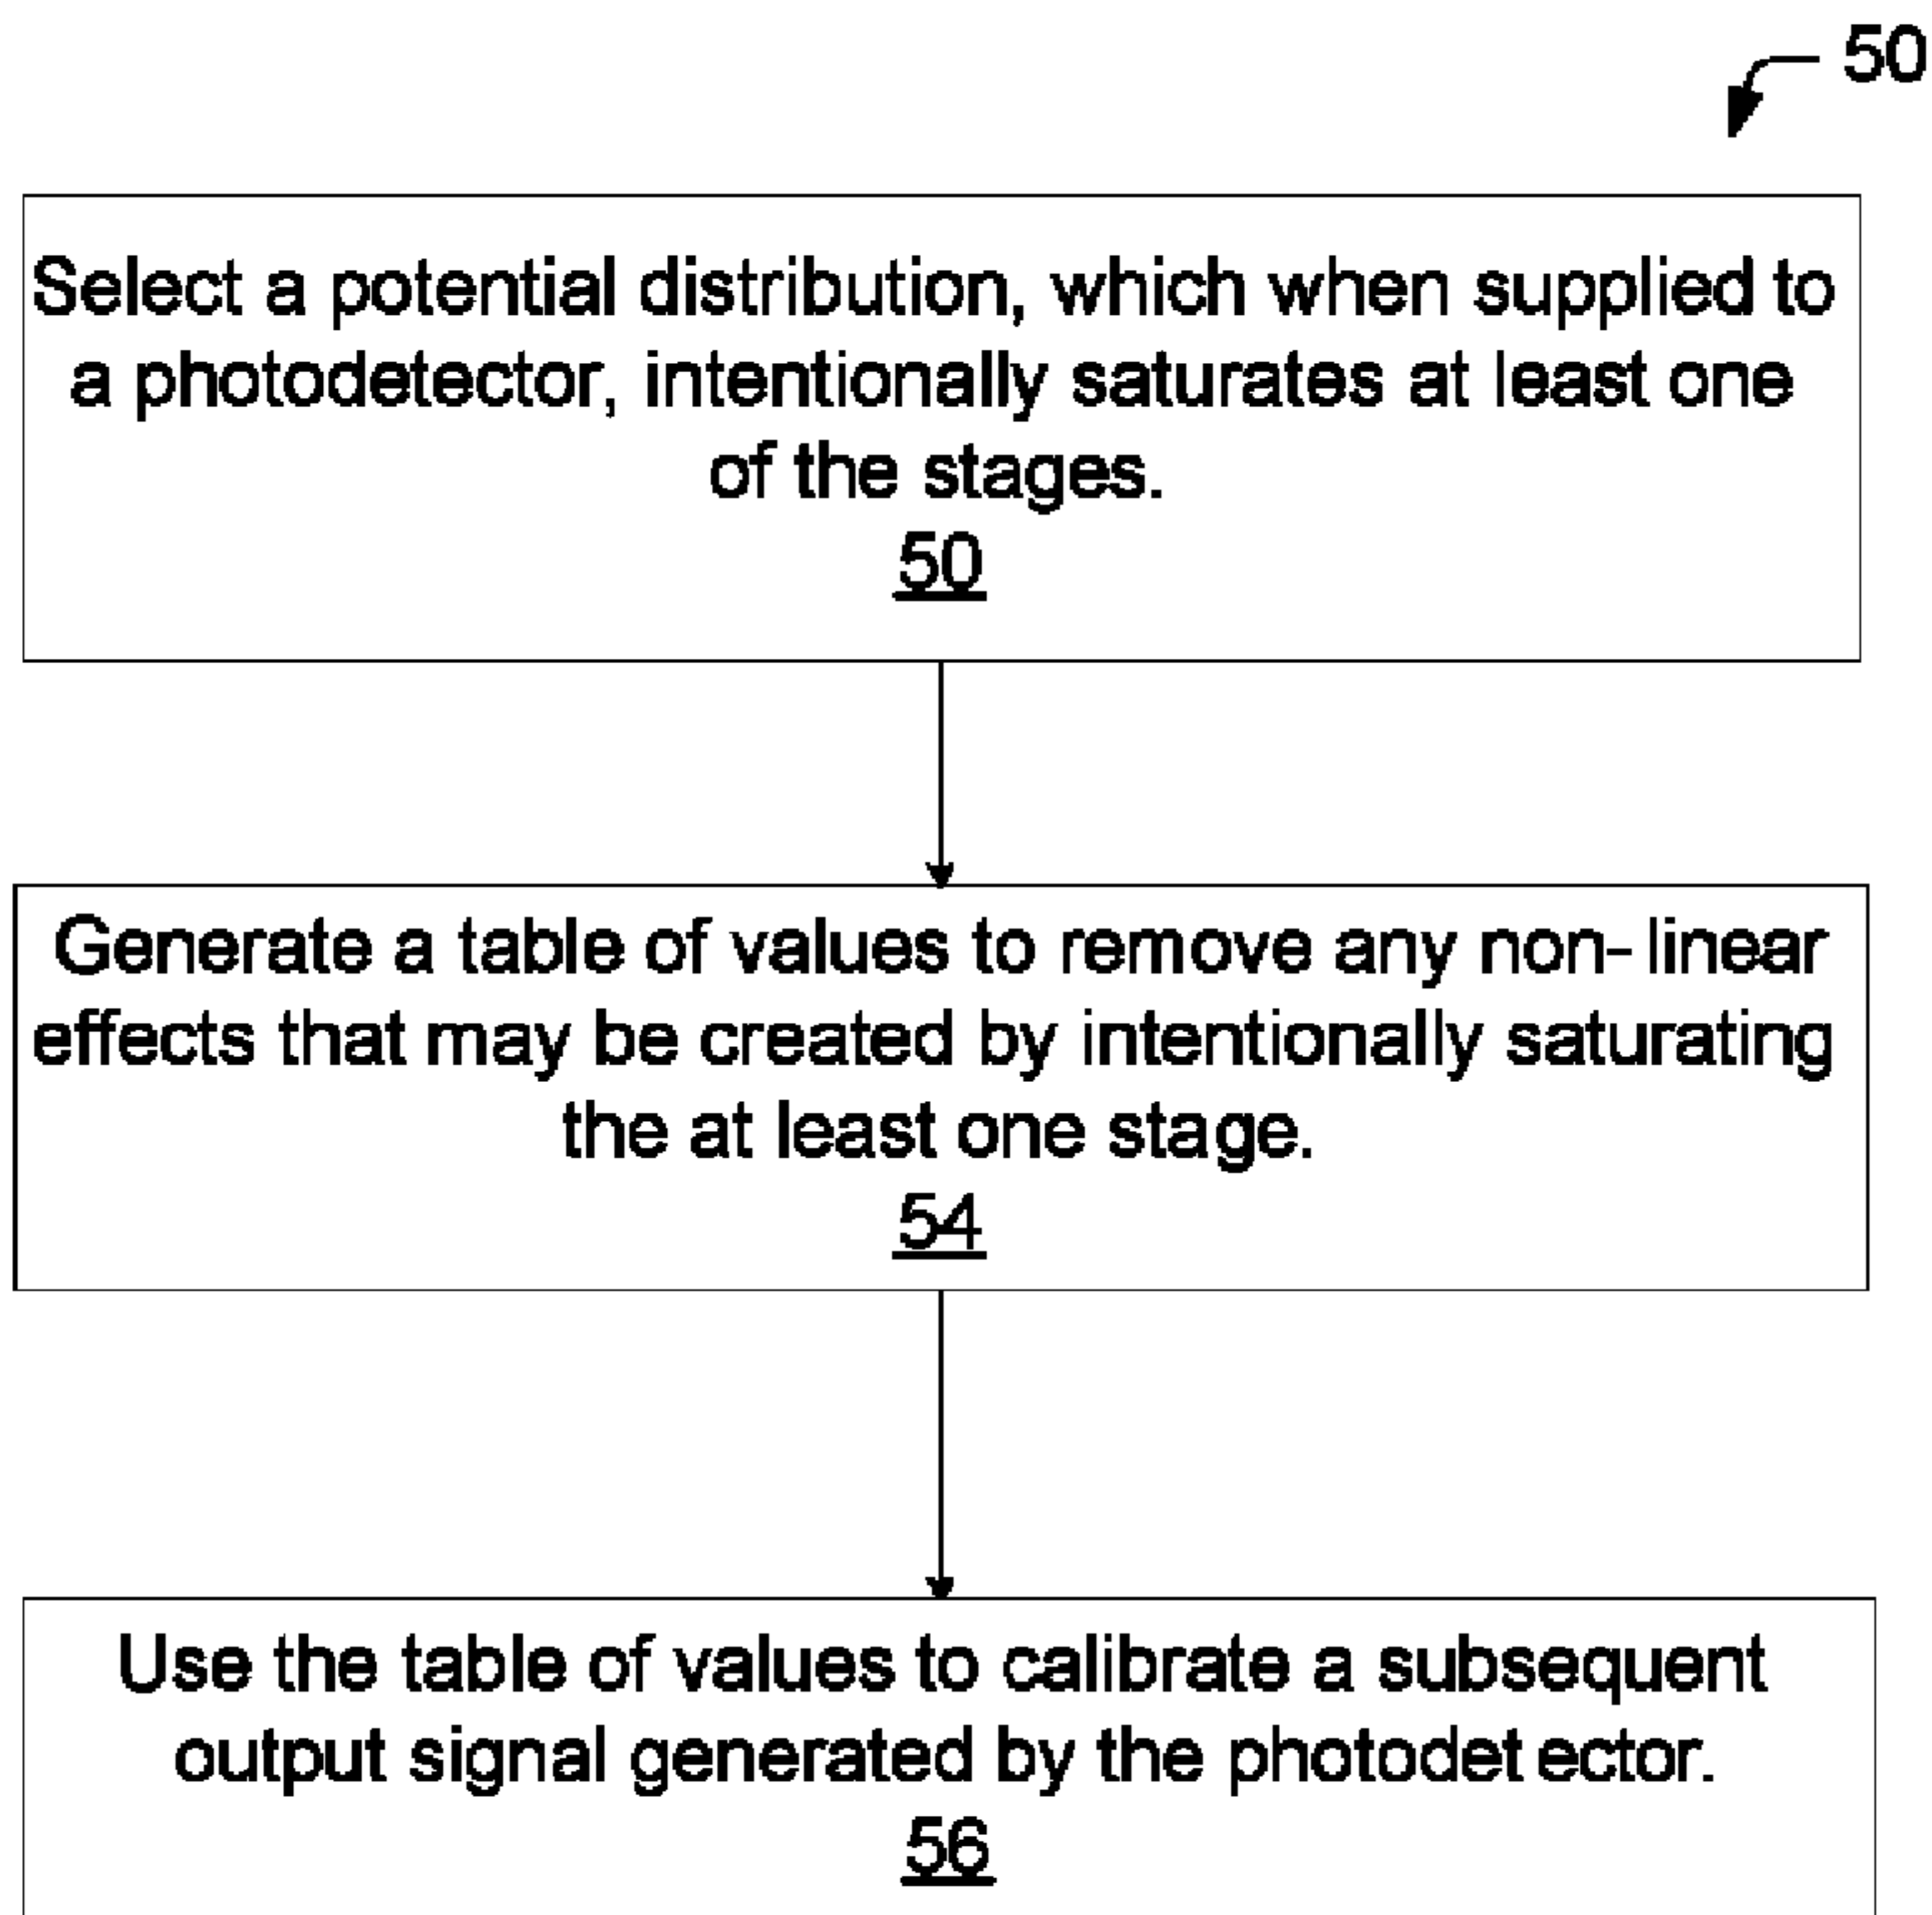 50
Select a potential distribution, which when supplied to
a photodetector, intentionally saturates at least one
of the stages.
50
Generate a table of values to remove any non-linear
effects that may be created by intentionally saturating
the at least one stage.
54
Use the table of values to calibrate a subsequent
output signal generated by the photodetector.
56